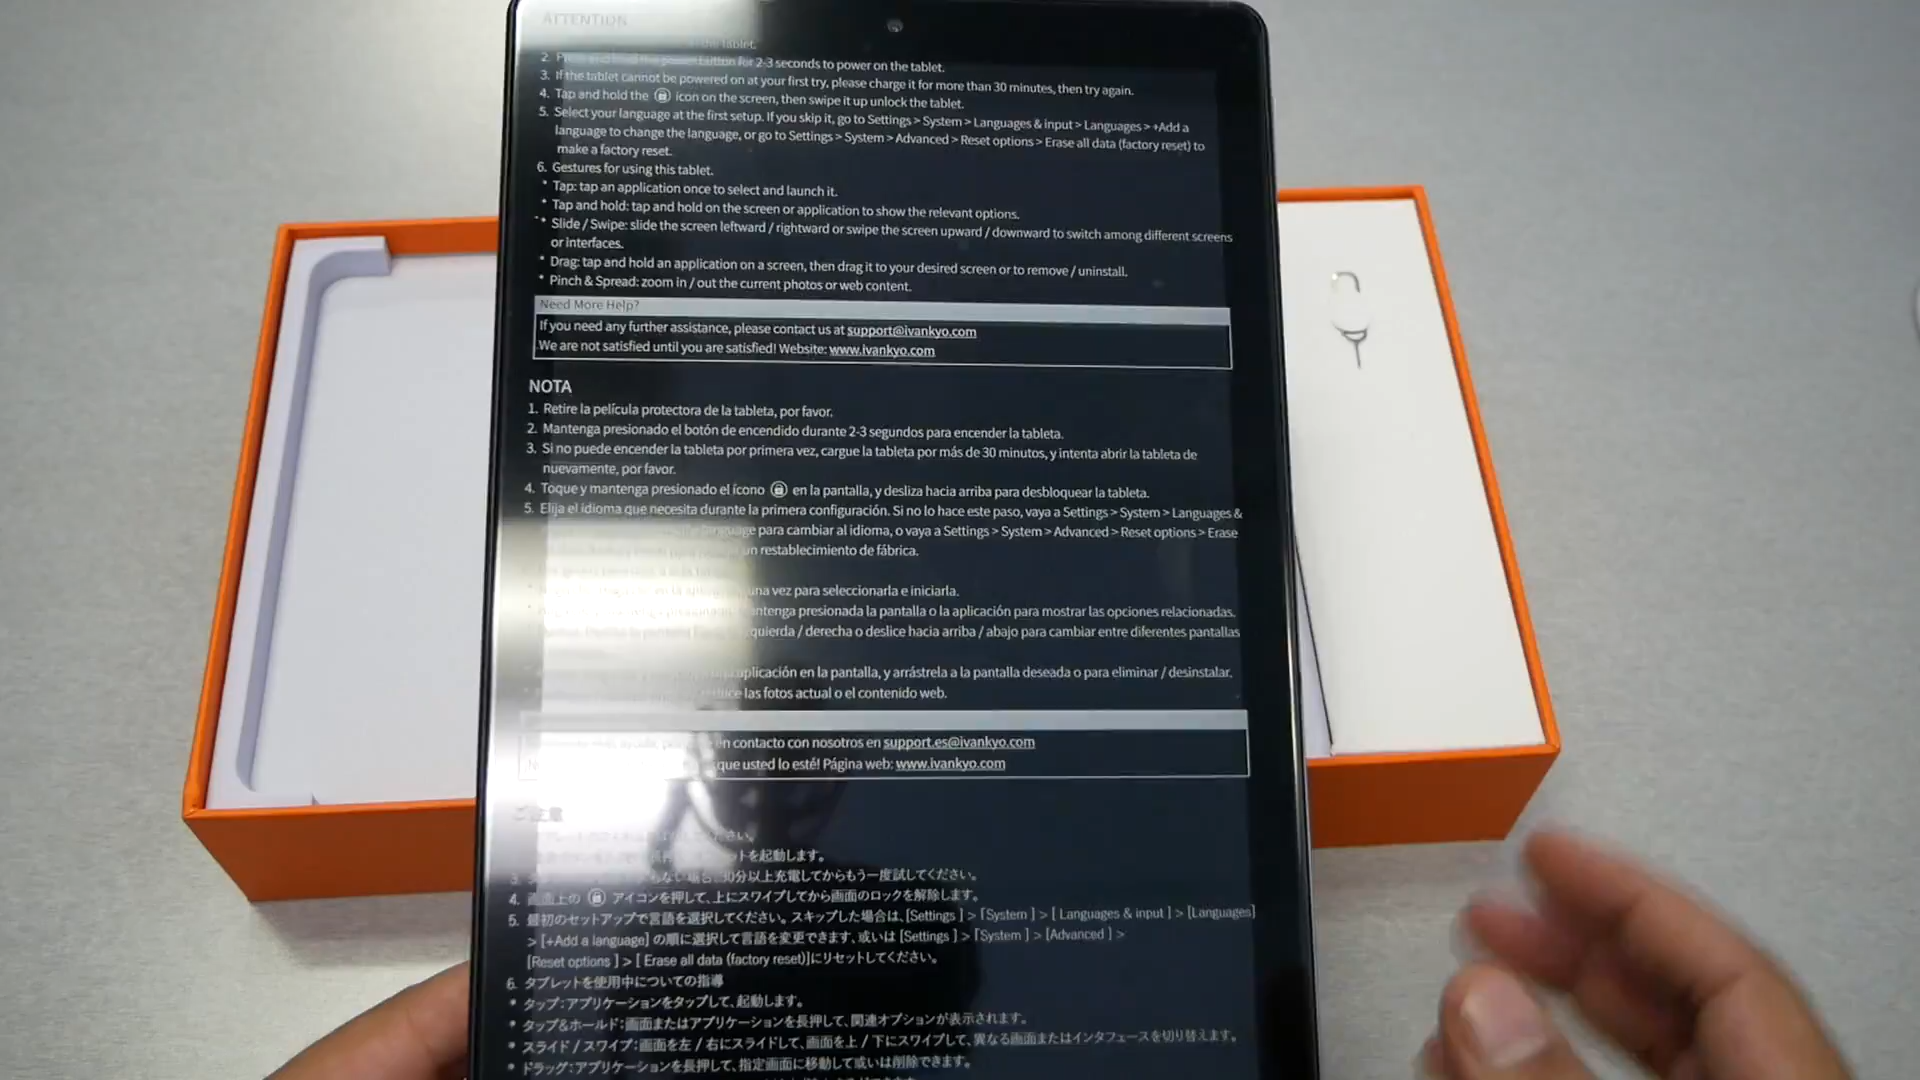 ATTENTION
the tablet.
2. Press and hold the power button for 2-3 seconds to power on the tablet.
3. If the tablet cannot be powered on at your first try, please charge it for more than 30 minutes, then try again.
4. Tap and hold the icon on the screen, then swipe it up unlock the tablet.
5. Select your language at the first setup. If you skip it, go to Settings > System > Languages & input > Languages > +Add a
language to change the language, or go to Settings > System > Advanced > Reset options > Erase all data (factory reset) to
make a factory reset.
6. Gestures for using this tablet.
* Tap: tap an application once to select and launch it.
* Tap and hold: tap and hold on the screen or application to show the relevant options.
* Slide / Swipe: slide the screen leftward / rightward or swipe the screen upward / downward to switch among different screens
or interfaces.
* Drag: tap and hold an application on a screen, then drag it to your desired screen or to remove / uninstall.
* Pinch & Spread: zoom in / out the current photos or web content.
Need More Help?
If you need any further assistance, please contact us at support@ivankyo.com
We are not satisfied until you are satisfied! Website: www.ivankyo.com
NOTA
1. Retire la película protectora de la tableta, por favor.
2. Mantenga presionado el botón de encendido durante 2-3 segundos para encender la tableta.
3. Si no puede encender la tableta por primera vez, cargue la tableta por más de 30 minutos, y intenta abrir la tableta de
nuevamente, por favor.
4. Toque y mantenga presionado el ícono en la pantalla, y desliza hacia arriba para desbloquear la tableta.
5. Elija el idioma que necesita durante la primera configuración. Si no lo hace este paso, vaya a Settings > System > Languages &
language para cambiar al idioma, o vaya a Settings > System > Advanced > Reset options > Erase
un restablecimiento de fábrica.
una vez para seleccionarla e iniciarla.
mantenga presionada la pantalla o la aplicación para mostrar las opciones relacionadas.
izquierda / derecha o deslice hacia arriba / abajo para cambiar entre diferentes pantallas
aplicación en la pantalla, y arrástrela a la pantalla deseada o para eliminar / desinstalar.
las fotos actual o el contenido web.
en contacto con nosotros en support.es@ivankyo.com
que usted lo esté! Página web: www.ivankyo.com
ご注意
ください。
を起動します。
3. 30分以上充電してからもう一度試してください。
4. 画面上の アイコンを押して、上にスワイプしてから画面のロックを解除します。
5. 最初のセットアップで言語を選択してください。スキップした場合は、[Settings ] > ｢System ] > [ Languages & input ] > [Languages]
> [+Add a language] の順に選択して言語を変更できます、或いは [Settings ] > ｢System ] > [Advanced ] >
[Reset options ] > [ Erase all data (factory reset)]にリセットしてください。
6. タブレットを使用中についての指導
* タップ：アプリケーションをタップして、起動します。
* タップ&ホールド：画面またはアプリケーションを長押して、関連オプションが表示されます。
* スライド / スワイプ：画面を左 / 右にスライドして、画面を上 / 下にスワイプして、異なる画面またはインタフェースを切り替えます。
* ドラッグ：アプリケーションを長押して、指定画面に移動して或いは削除できます。